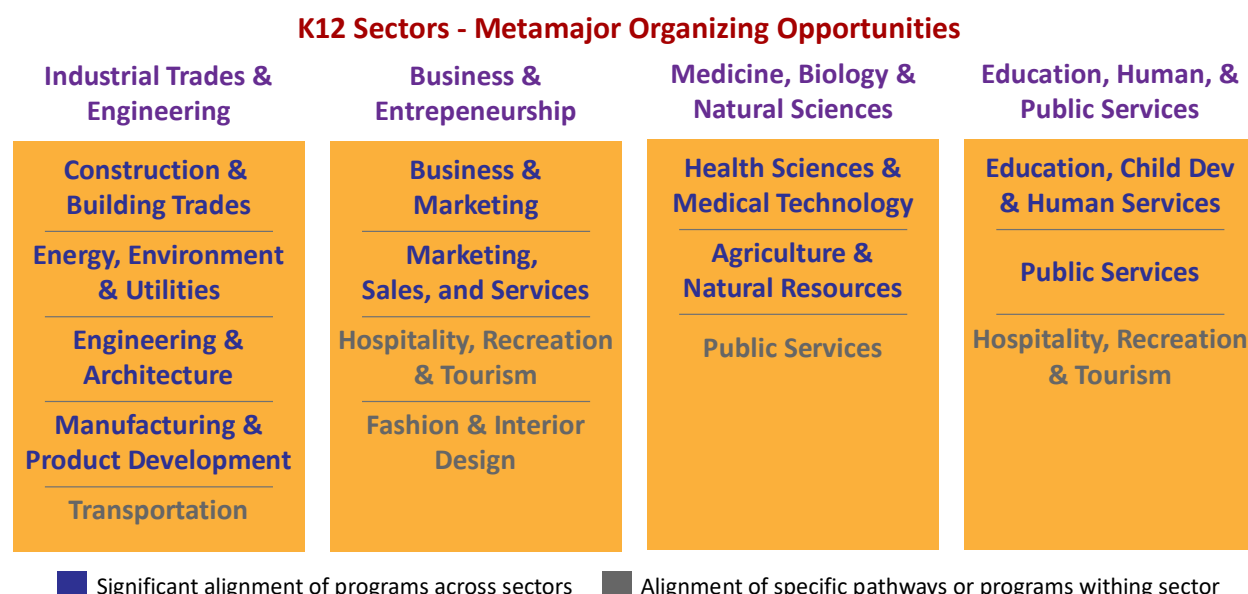 K12 Sectors - Metamajor Organizing Opportunities
Industrial Trades &
Engineering
Construction &
Building Trades
Energy, Environment
& Utilities
Engineering &
Architecture
Manufacturing &
Product Development
Transportation
Business &
Entrepeneurship
Business &
Marketing
Marketing,
Sales, and Services
Hospitality, Recreation
& Tourism
Fashion & Interior
Design
Medicine, Biology &
Natural Sciences
Health Sciences &
Medical Technology
Agriculture &
Natural Resources
Public Services
Education, Human, &
Public Services
Education, Child Dev
& Human Services
Public Services
Hospitality, Recreation
& Tourism
Significant alignment of programs across sectors
Alignment of specific pathways or programs withing sector